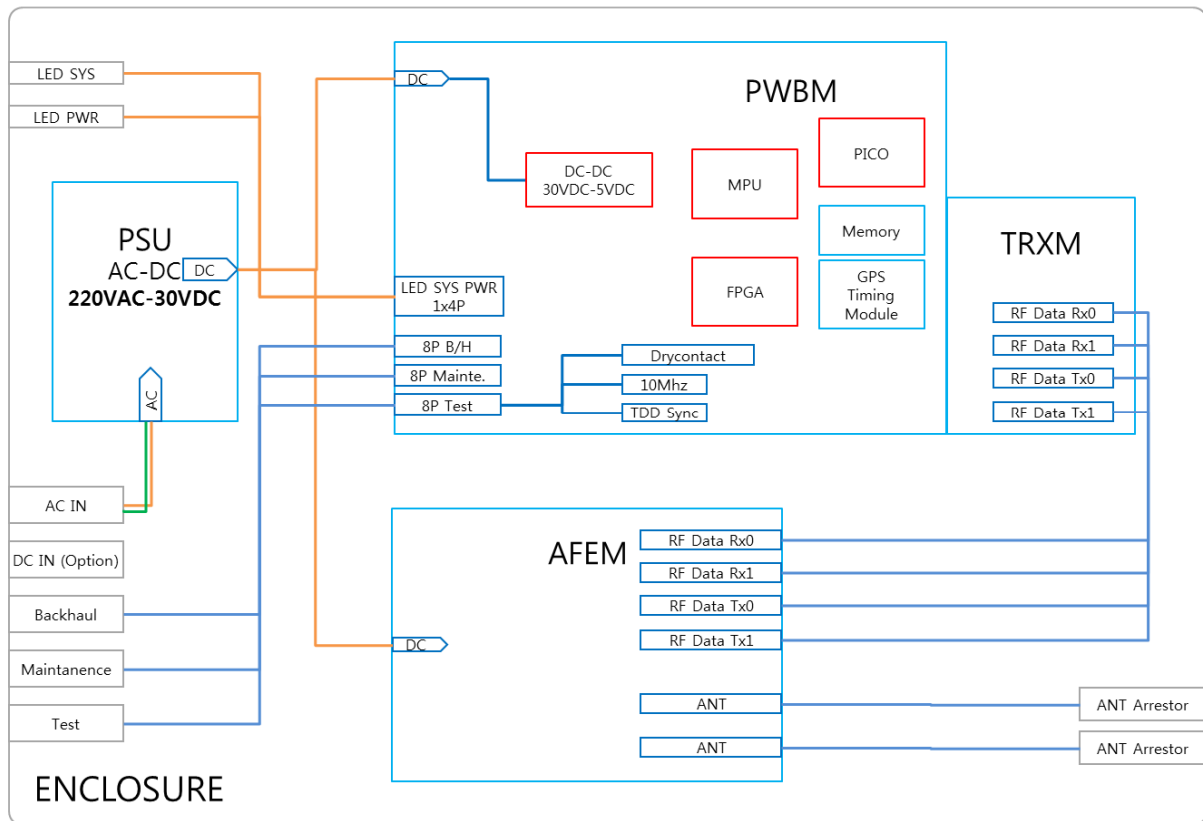 LED SYS
LED PWR
PSU
AC-DC
DC
220VAC-30VDC
AC
AC IN
DC IN (Option)
Backhaul
Maintanence
Test
ENCLOSURE
PWBM
DC
DC-DC
30VDC-5VDC
MPU
PICO
Memory
FPGA
GPS
Timing
Module
LED SYS PWR
1x4P
8P B/H
8P Mainte.
8P Test
Drycontact
10Mhz
TDD Sync
TRXM
RF Data Rx0
RF Data Rx1
RF Data Tx0
RF Data Tx1
AFEM
DC
RF Data Rx0
RF Data Rx1
RF Data Tx0
RF Data Tx1
ANT
ANT
ANT Arrestor
ANT Arrestor